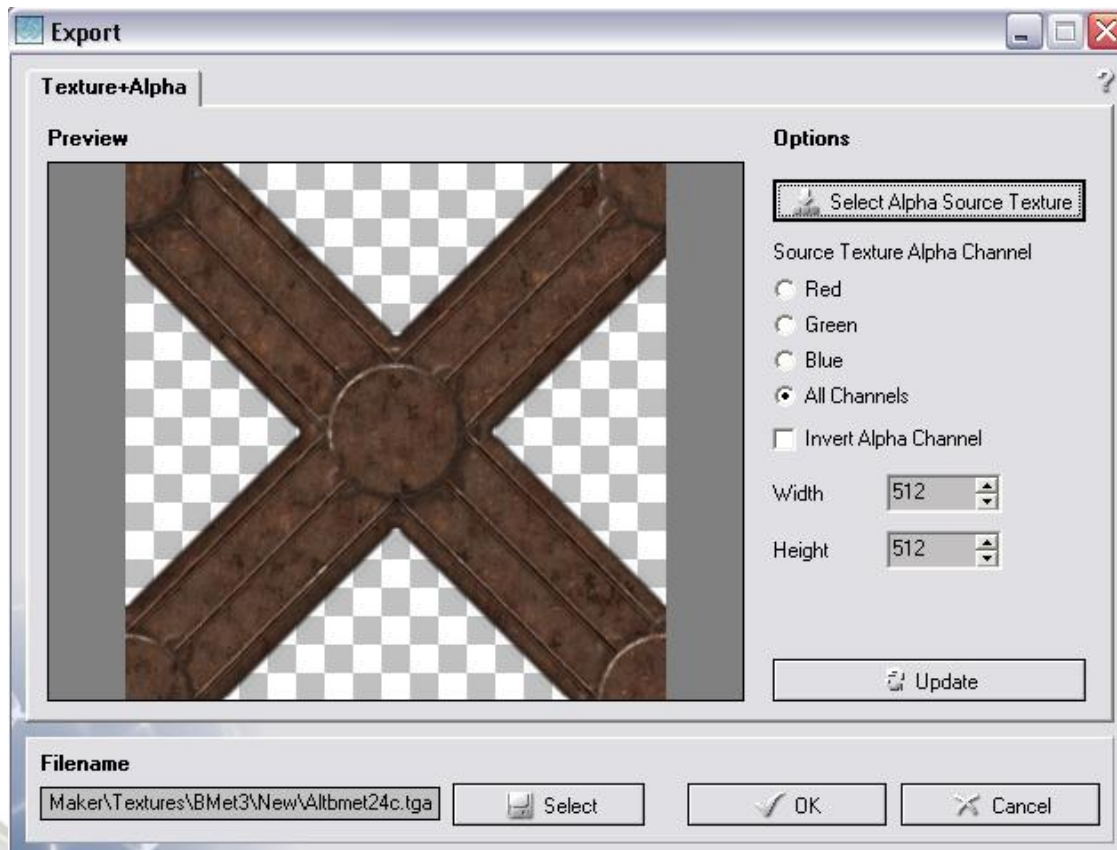 Export
Texture+Alpha
?
Preview
Options
Select Alpha Source Texture
Source Texture Alpha Channel
Red
Green
Blue
All Channels
Invert Alpha Channel
Width 512
Height 512
Update
Filename
Maker\Textures\BMet3\New\Altbmet24c.tga Select OK Cancel